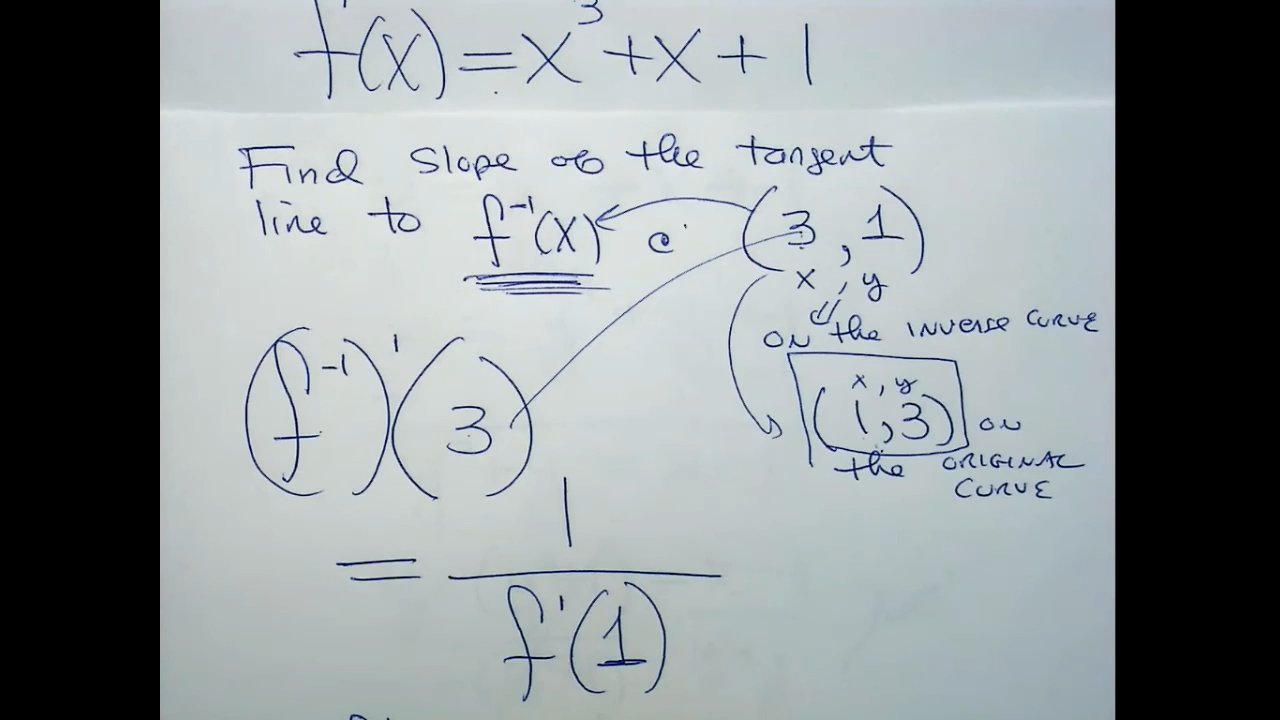 f(x) = x³ + x + 1
Find slope of the tangent
line to f⁻¹(x) @ (3, 1)
x, y
ON the INVERSE CURVE
(f⁻¹)'(3)
x, y
(1, 3) ON
the ORIGINAL
CURVE
1
= ―
f'(1)